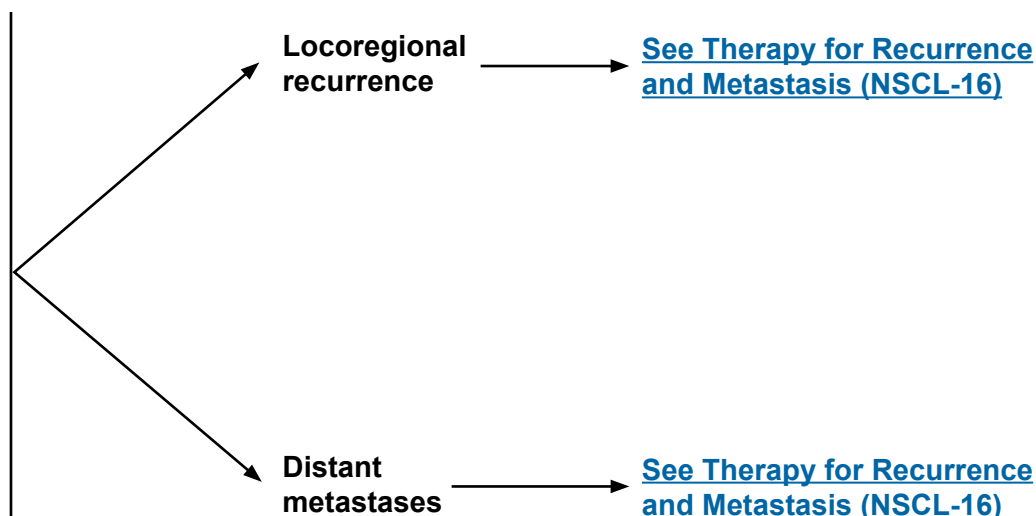 Locoregional
recurrence
See Therapy for Recurrence
and Metastasis (NSCL-16)
Distant
metastases
See Therapy for Recurrence
and Metastasis (NSCL-16)